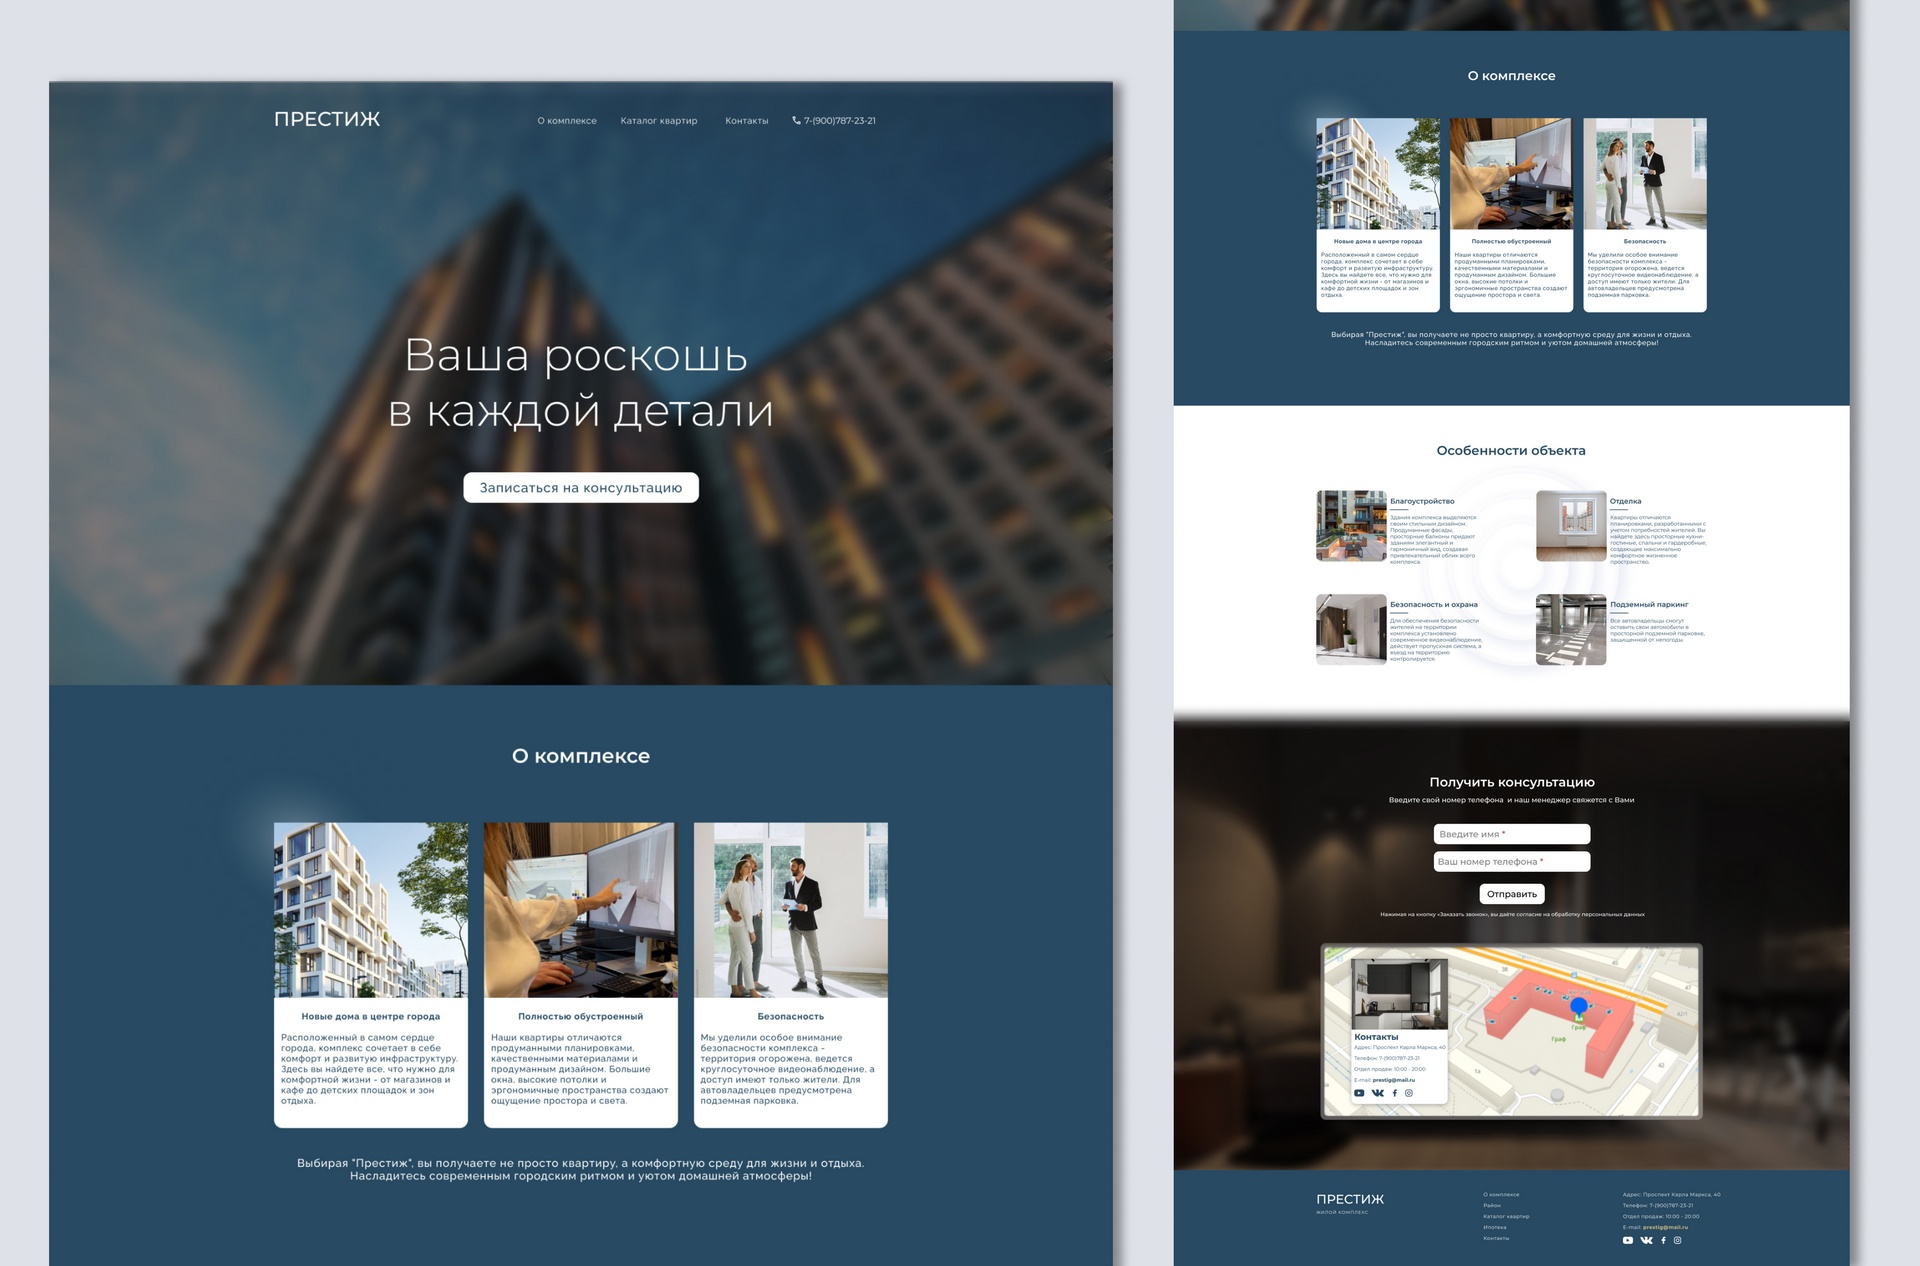 ПРЕСТИЖ
О комплексе
Каталог квартир
Контакты
7-(900)787-23-21
Ваша роскошь
в каждой детали
Записаться на консультацию
О комплексе
Новые дома в центре города
Расположенный в самом сердце
города, комплекс сочетает в себе
комфорт и развитую инфраструктуру.
Здесь вы найдете все, что нужно для
комфортной жизни - от магазинов и
кафе до детских площадок и зон
отдыха.
Полностью обустроенный
Наши квартиры отличаются
продуманными планировками,
качественными материалами и
продуманным дизайном. Большие
окна, высокие потолки и
эргономичные пространства создают
ощущение простора и света.
Безопасность
Мы уделили особое внимание
безопасности комплекса -
территория огорожена, ведется
круглосуточное видеонаблюдение, а
доступ имеют только жители. Для
автовладельцев предусмотрена
подземная парковка.
Выбирая "Престиж", вы получаете не просто квартиру, а комфортную среду для жизни и отдыха.
Насладитесь современным городским ритмом и уютом домашней атмосферы!
О комплексе
Новые дома в центре города
Расположенный в самом сердце
города, комплекс сочетает в себе
комфорт и развитую инфраструктуру.
Здесь вы найдете все, что нужно для
комфортной жизни - от магазинов и
кафе до детских площадок и зон
отдыха.
Полностью обустроенный
Наши квартиры отличаются
продуманными планировками,
качественными материалами и
продуманным дизайном. Большие
окна, высокие потолки и
эргономичные пространства создают
ощущение простора и света.
Безопасность
Мы уделили особое внимание
безопасности комплекса -
территория огорожена, ведется
круглосуточное видеонаблюдение, а
доступ имеют только жители. Для
автовладельцев предусмотрена
подземная парковка.
Выбирая "Престиж", вы получаете не просто квартиру, а комфортную среду для жизни и отдыха.
Насладитесь современным городским ритмом и уютом домашней атмосферы!
Особенности объекта
Благоустройство
Здания комплекса выделяются
своим стильным дизайном.
Продуманные фасады,
просторные балконы придают
зданиям элегантный и
гармоничный вид, создавая
привлекательный облик всего
комплекса.
Отделка
Квартиры отличаются
планировками, разработанными с
учетом потребностей жителей. Вы
найдете здесь просторные кухни-
гостиные, спальни и гардеробные,
создающие максимально
комфортное жизненное
пространство.
Безопасность и охрана
Для обеспечения безопасности
жителей на территории
комплекса установлено
современное видеонаблюдение,
действует пропускная система, а
въезд на территорию
контролируется.
Подземный паркинг
Все автовладельцы смогут
оставить свои автомобили в
просторной подземной парковке,
защищенной от непогоды.
Получить консультацию
Введите свой номер телефона и наш менеджер свяжется с Вами
Введите имя *
Ваш номер телефона *
Отправить
Нажимая на кнопку «Заказать звонок», вы даёте согласие на обработку персональных данных
Контакты
Адрес: Проспект Карла Маркса, 40
Телефон: 7-(900)787-23-21
Отдел продаж: 10:00 - 20:00
E-mail: prestig@mail.ru
38
45
43
42/1
42
1а
Граф
Граф
ПРЕСТИЖ
ЖИЛОЙ КОМПЛЕКС
О комплексе
Район
Каталог квартир
Ипотека
Контакты
Адрес: Проспект Карла Маркса, 40
Телефон: 7-(900)787-23-21
Отдел продаж: 10:00 - 20:00
E-mail: prestig@mail.ru